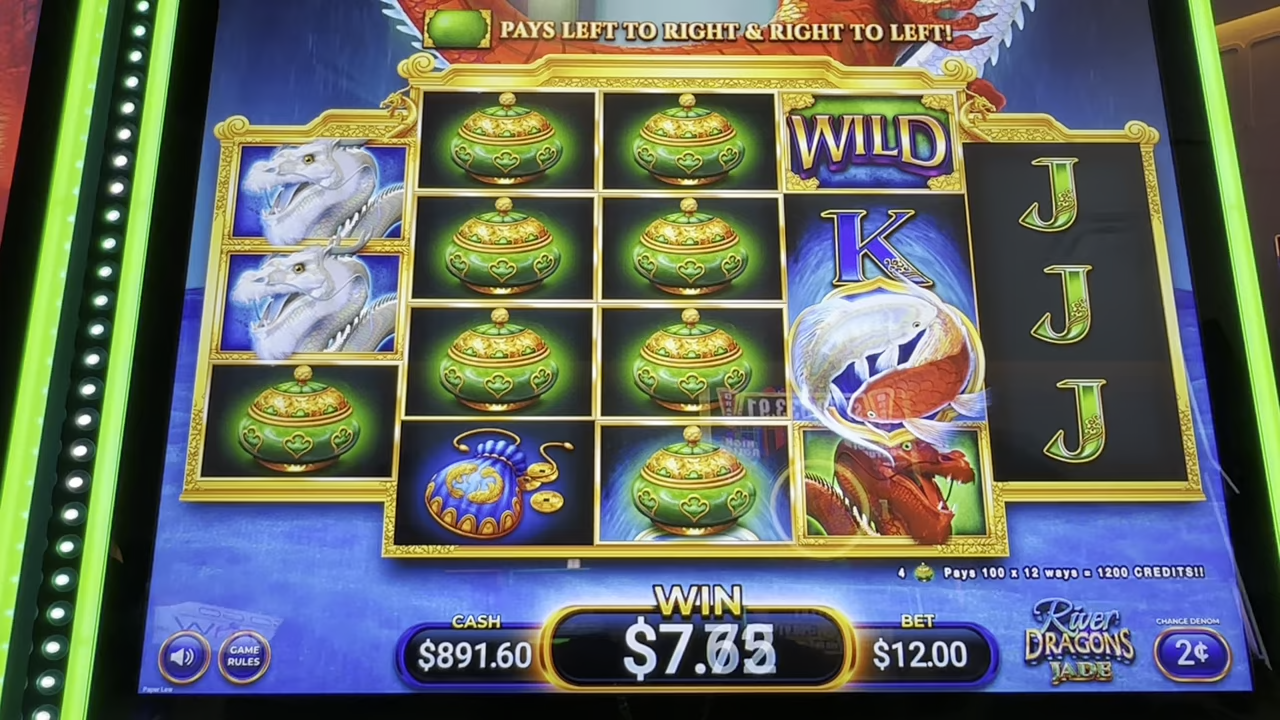 PAYS LEFT TO RIGHT & RIGHT TO LEFT!
WILD
K
J
J
J
4 Pays 100 x 12 ways = 1200 CREDITS!!
WIN
CASH
$891.60
BET
$12.00
GAME
RULES
River
DRAGONS
JADE
CHANGE DENOM
2¢